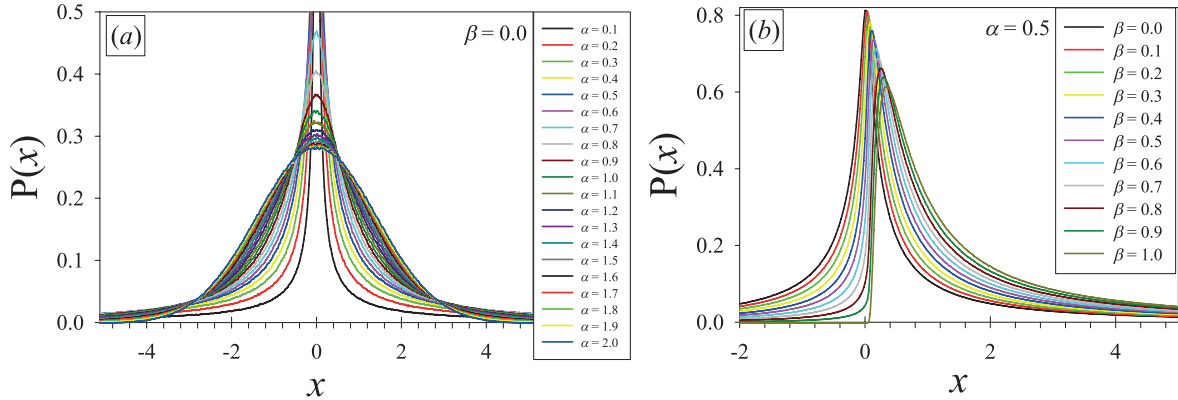 (a)
β = 0.0
P(x)
0.5
0.4
0.3
0.2
0.1
0.0
-4
-2
0
2
4
x
α = 0.1
α = 0.2
α = 0.3
α = 0.4
α = 0.5
α = 0.6
α = 0.7
α = 0.8
α = 0.9
α = 1.0
α = 1.1
α = 1.2
α = 1.3
α = 1.4
α = 1.5
α = 1.6
α = 1.7
α = 1.8
α = 1.9
α = 2.0
(b)
α = 0.5
P(x)
0.8
0.6
0.4
0.2
0.0
-2
0
2
4
x
β = 0.0
β = 0.1
β = 0.2
β = 0.3
β = 0.4
β = 0.5
β = 0.6
β = 0.7
β = 0.8
β = 0.9
β = 1.0